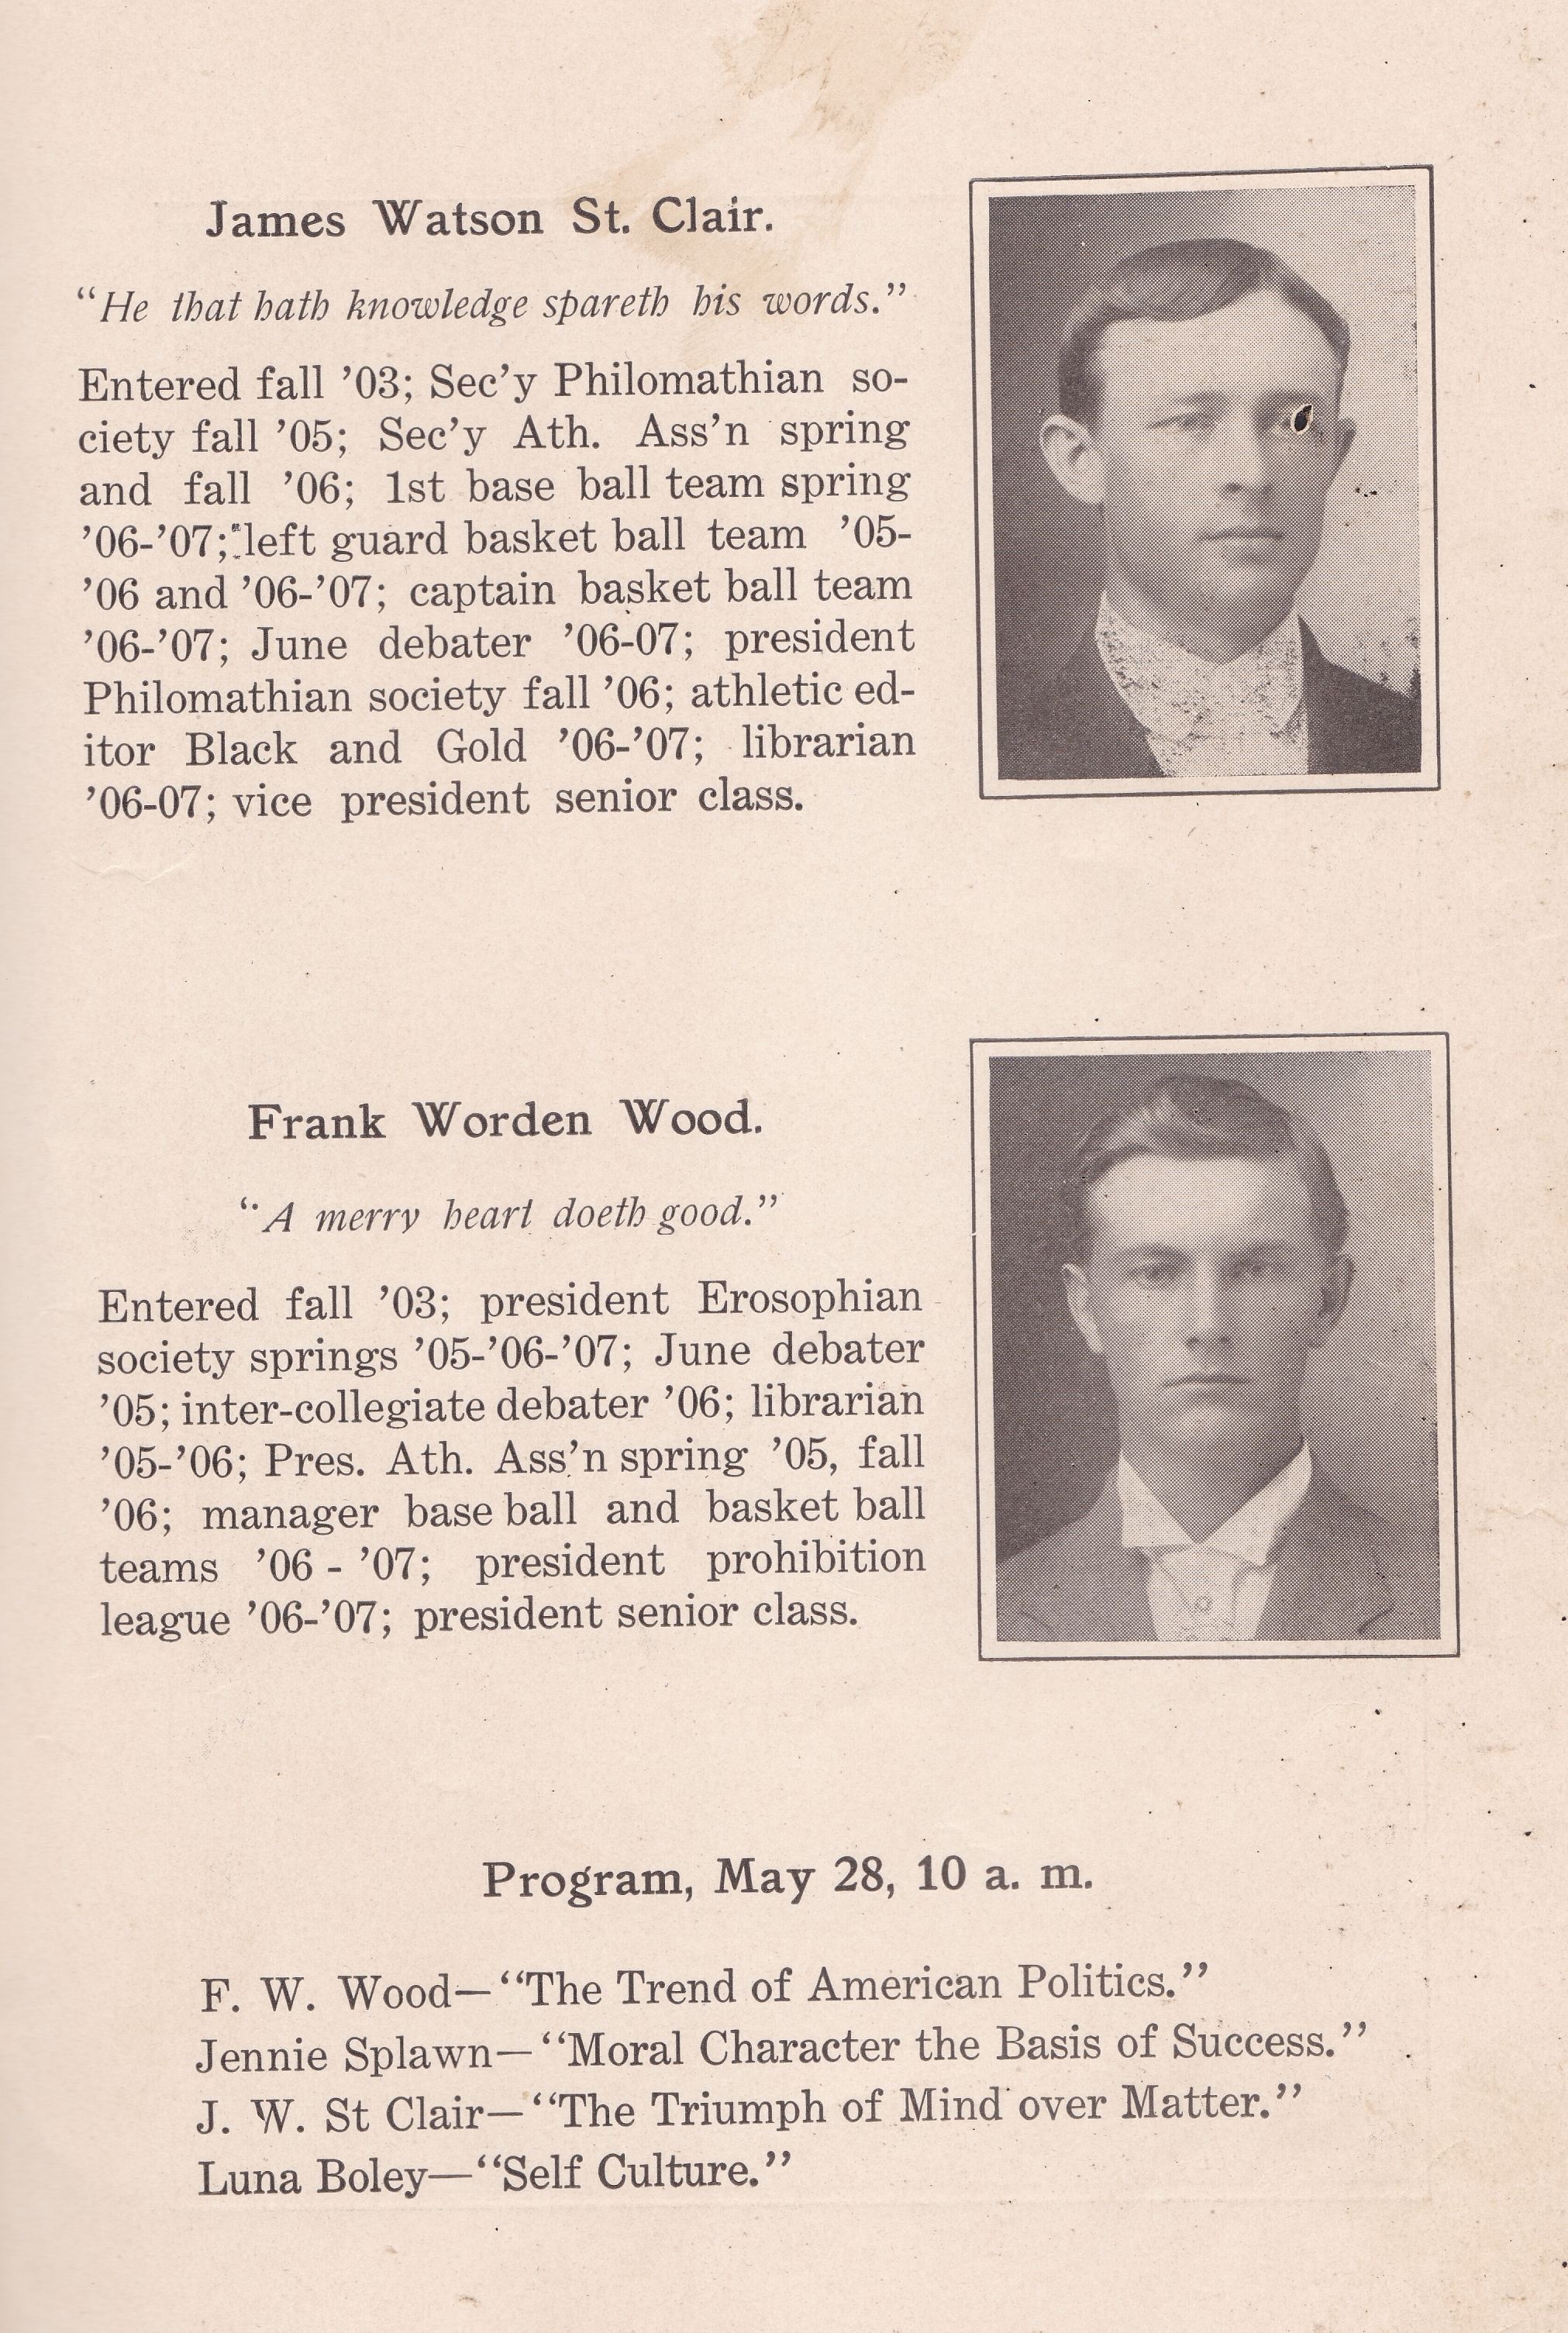 James Watson St. Clair.
“He that hath knowledge spareth his words.”
Entered fall ’03; Sec’y Philomathian so-
ciety fall ’05; Sec’y Ath. Ass’n spring
and fall ’06; 1st base ball team spring
’06-’07; left guard basket ball team ’05-
’06 and ’06-’07; captain basket ball team
’06-’07; June debater ’06-07; president
Philomathian society fall ’06; athletic ed-
itor Black and Gold ’06-’07; librarian
’06-07; vice president senior class.
Frank Worden Wood.
“A merry heart doeth good.”
Entered fall ’03; president Erosophian
society springs ’05-’06-’07; June debater
’05; inter-collegiate debater ’06; librarian
’05-’06; Pres. Ath. Ass’n spring ’05, fall
’06; manager base ball and basket ball
teams ’06 - ’07; president prohibition
league ’06-’07; president senior class.
Program, May 28, 10 a. m.
F. W. Wood—“The Trend of American Politics.”
Jennie Splawn—“Moral Character the Basis of Success.”
J. W. St Clair—“The Triumph of Mind over Matter.”
Luna Boley—“Self Culture.”